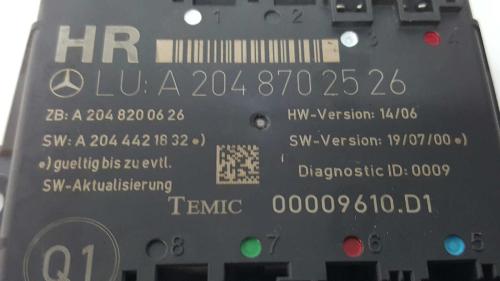 1 2 3 4
HR
LU: A 204 870 25 26
ZB: A 204 820 06 26
HW-Version: 14/06
SW: A 204 442 18 32 •)
SW-Version: 19/07/00 •)
•) gueltig bis zu evtl.
SW-Aktualisierung
Diagnostic ID: 0009
TEMIC 00009610.D1
Q1
8 7 6 5